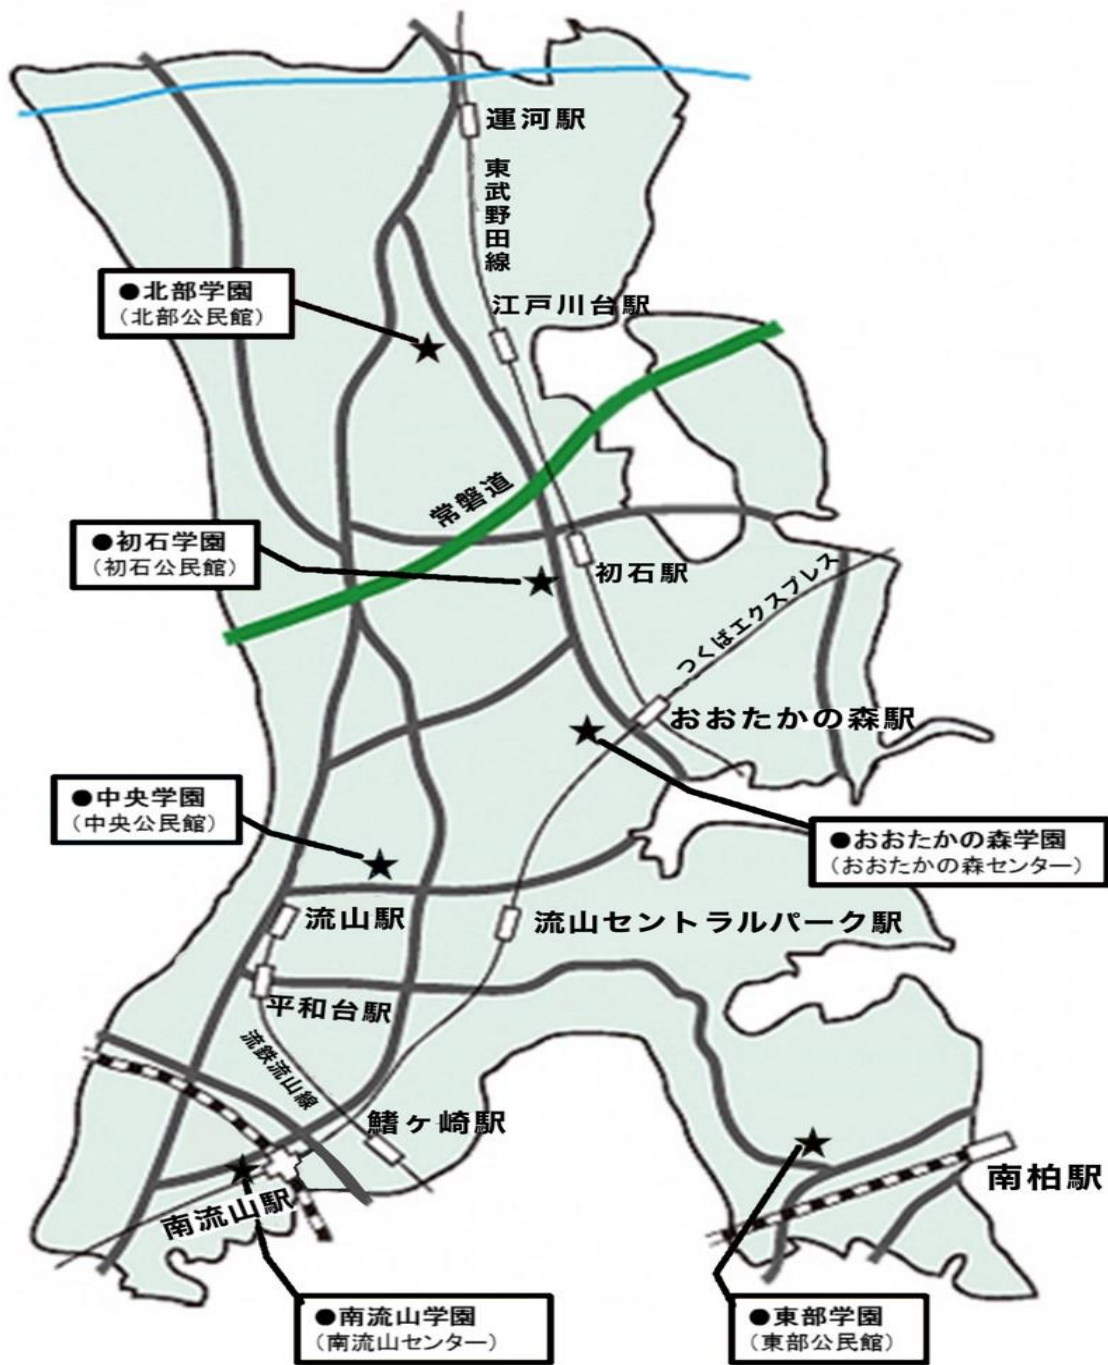 運河駅
東武野田線
●北部学園
（北部公民館）
江戸川台駅
常磐道
●初石学園
（初石公民館）
初石駅
つくばエクスプレス
おおたかの森駅
●中央学園
（中央公民館）
●おおたかの森学園
（おおたかの森センター）
流山駅
流山セントラルパーク駅
平和台駅
流鉄流山線
鰭ヶ崎駅
南柏駅
南流山駅
●南流山学園
（南流山センター）
●東部学園
（東部公民館）